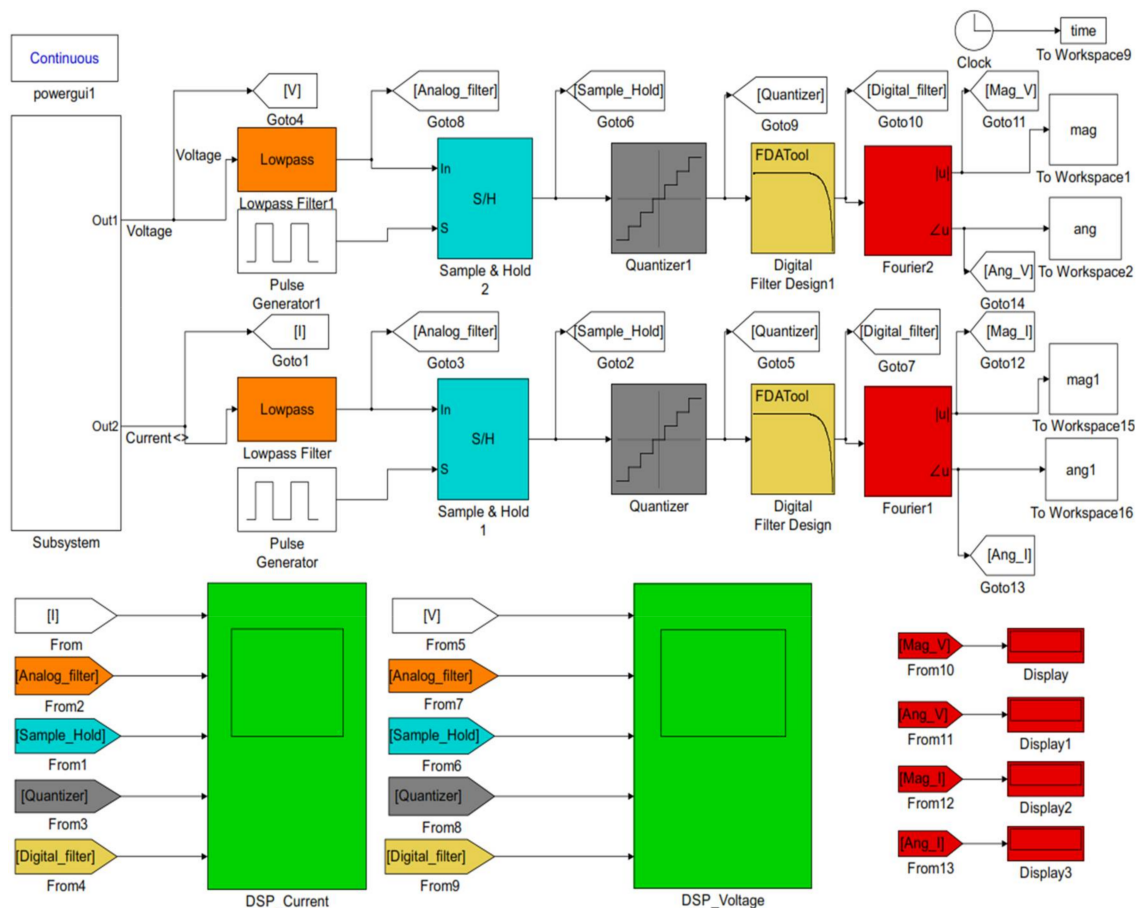 Continuous
powergui1
time
Clock
To Workspace9
[V]
Goto4
[Analog_filter]
Goto8
[Sample_Hold]
Goto6
[Quantizer]
Goto9
[Digital_filter]
Goto10
[Mag_V]
Goto11
mag
To Workspace1
Voltage
Lowpass
Lowpass Filter1
In
S/H
S
Sample & Hold
2
Quantizer1
FDATool
Digital
Filter Design1
|u|
∠u
Fourier2
ang
To Workspace2
[Ang_V]
Goto14
Out1
Voltage
Pulse
Generator1
[I]
Goto1
[Analog_filter]
Goto3
[Sample_Hold]
Goto2
[Quantizer]
Goto5
[Digital_filter]
Goto7
[Mag_I]
Goto12
mag1
To Workspace15
Out2
Current<>
Lowpass
Lowpass Filter
In
S/H
S
Sample & Hold
1
Quantizer
FDATool
Digital
Filter Design
|u|
∠u
Fourier1
ang1
To Workspace16
[Ang_I]
Goto13
Pulse
Generator
Subsystem
[I]
From
[Analog_filter]
From2
[Sample_Hold]
From1
[Quantizer]
From3
[Digital_filter]
From4
DSP_Current
[V]
From5
[Analog_filter]
From7
[Sample_Hold]
From6
[Quantizer]
From8
[Digital_filter]
From9
DSP_Voltage
[Mag_V]
From10
Display
[Ang_V]
From11
Display1
[Mag_I]
From12
Display2
[Ang_I]
From13
Display3